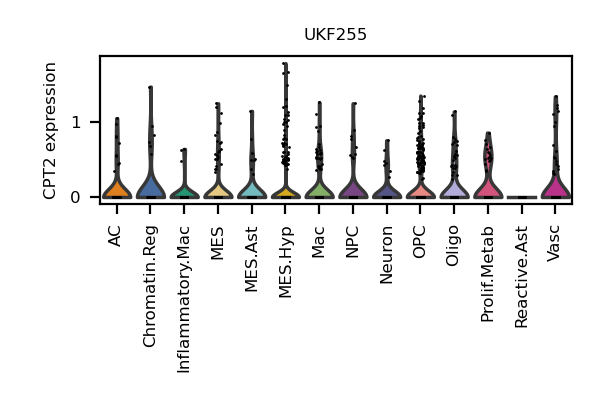 UKF255
CPT2 expression
1
0
AC
Chromatin.Reg
Inflammatory.Mac
MES
MES.Ast
MES.Hyp
Mac
NPC
Neuron
OPC
Oligo
Prolif.Metab
Reactive.Ast
Vasc